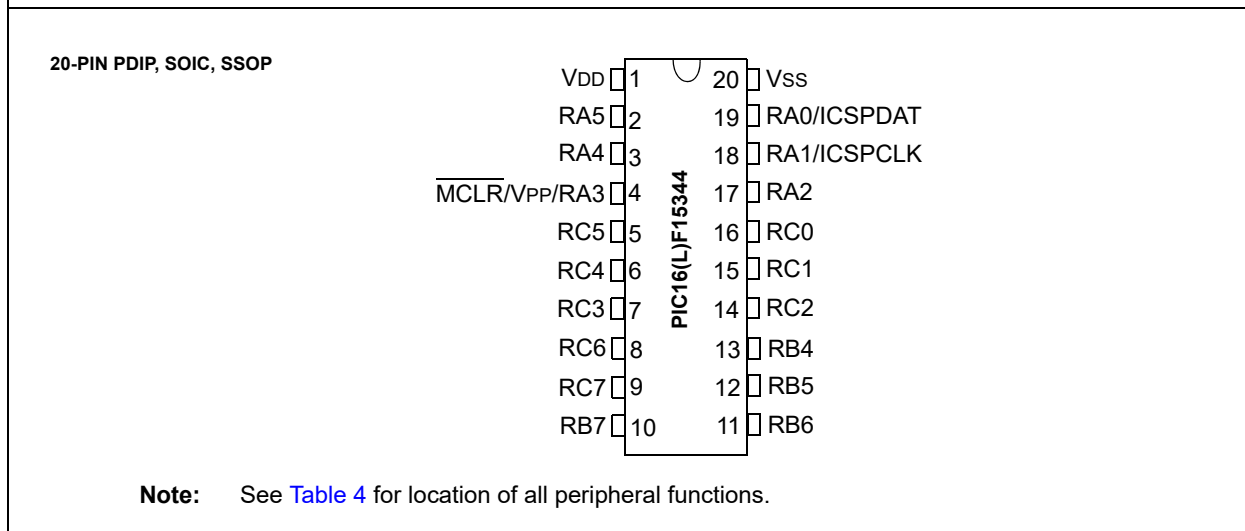 20-PIN PDIP, SOIC, SSOP
VDD 1 20 VSS
RA5 2 19 RA0/ICSPDAT
RA4 3 18 RA1/ICSPCLK
MCLR/VPP/RA3 4 17 RA2
RC5 5 16 RC0
RC4 6 15 RC1
RC3 7 14 RC2
RC6 8 13 RB4
RC7 9 12 RB5
RB7 10 11 RB6
PIC16(L)F15344
Note: See Table 4 for location of all peripheral functions.